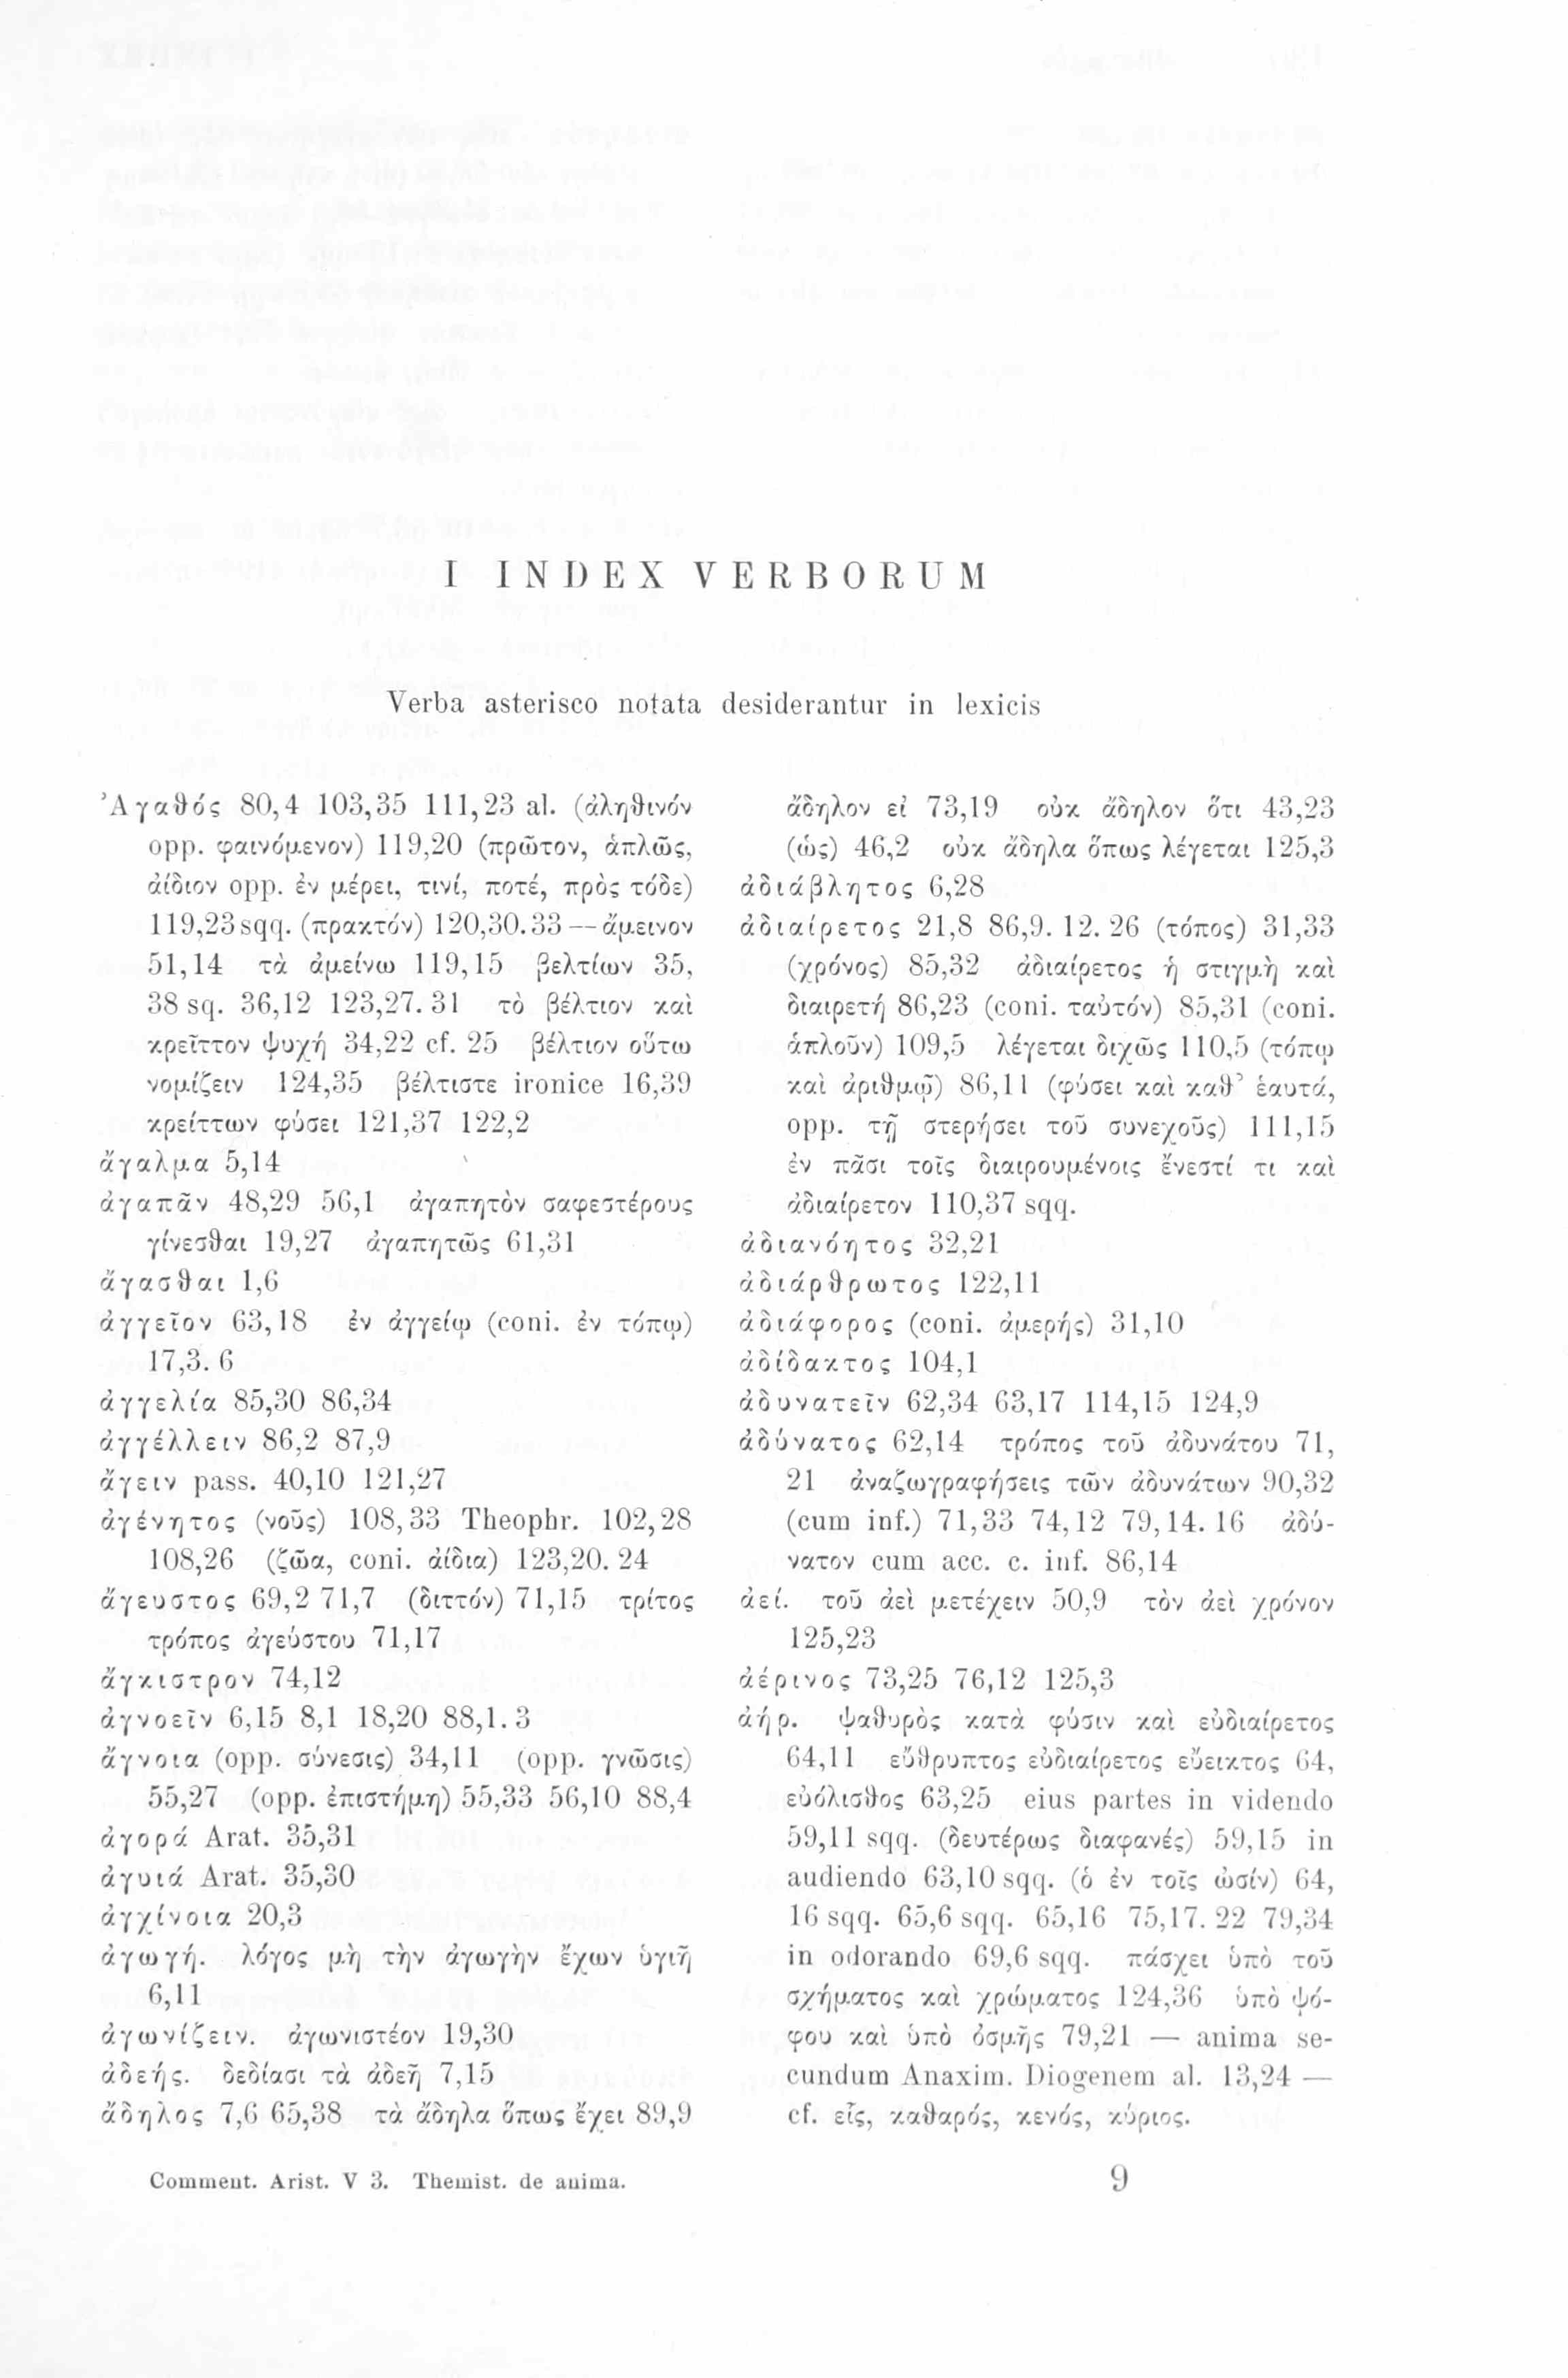 I INDEX VERBORUM
Verba asterisco notata desiderantur in lexicis
Ἀγαθός 80,4 103,35 111,23 al. (ἀληθινόν
opp. φαινόμενον) 119,20 (πρῶτον, ἁπλῶς,
ἀίδιον opp. ἐν μέρει, τινί, ποτέ, πρὸς τόδε)
119,23 sqq. (πρακτόν) 120,30. 33 — ἄμεινον
51,14 τὰ ἀμείνω 119,15 βελτίων 35,
38 sq. 36,12 123,27. 31 τὸ βέλτιον καὶ
κρεῖττον ψυχή 34,22 cf. 25 βέλτιον οὕτω
νομίζειν 124,35 βέλτιστε ironice 16,39
κρείττων φύσει 121,37 122,2
ἄγαλμα 5,14
ἀγαπᾶν 48,29 56,1 ἀγαπητὸν σαφεστέρους
γίνεσθαι 19,27 ἀγαπητῶς 61,31
ἄγασθαι 1,6
ἀγγεῖον 63,18 ἐν ἀγγείῳ (coni. ἐν τόπῳ)
17,3. 6
ἀγγελία 85,30 86,34
ἀγγέλλειν 86,2 87,9
ἄγειν pass. 40,10 121,27
ἀγένητος (νοῦς) 108,33 Theophr. 102,28
108,26 (ζῶα, coni. ἀίδια) 123,20. 24
ἄγευστος 69,2 71,7 (διττόν) 71,15 τρίτος
τρόπος ἀγεύστου 71,17
ἄγκιστρον 74,12
ἀγνοεῖν 6,15 8,1 18,20 88,1. 3
ἄγνοια (opp. σύνεσις) 34,11 (opp. γνῶσις)
55,27 (opp. ἐπιστήμη) 55,33 56,10 88,4
ἀγορά Arat. 35,31
ἀγυιά Arat. 35,30
ἀγχίνοια 20,3
ἀγωγή. λόγος μὴ τὴν ἀγωγὴν ἔχων ὑγιῆ
6,11
ἀγωνίζειν. ἀγωνιστέον 19,30
ἀδεής. δεδίασι τὰ ἀδεῆ 7,15
ἄδηλος 7,6 65,38 τὰ ἄδηλα ὅπως ἔχει 89,9
ἄδηλον εἰ 73,19 οὐκ ἄδηλον ὅτι 43,23
(ὡς) 46,2 οὐκ ἄδηλα ὅπως λέγεται 125,3
ἀδιάβλητος 6,28
ἀδιαίρετος 21,8 86,9. 12. 26 (τόπος) 31,33
(χρόνος) 85,32 ἀδιαίρετος ἡ στιγμὴ καὶ
διαιρετή 86,23 (coni. ταὐτόν) 85,31 (coni.
ἁπλοῦν) 109,5 λέγεται διχῶς 110,5 (τόπῳ
καὶ ἀριθμῷ) 86,11 (φύσει καὶ καθ’ ἑαυτά,
opp. τῇ στερήσει τοῦ συνεχοῦς) 111,15
ἐν πᾶσι τοῖς διαιρουμένοις ἔνεστί τι καὶ
ἀδιαίρετον 110,37 sqq.
ἀδιανόητος 32,21
ἀδιάρθρωτος 122,11
ἀδιάφορος (coni. ἀμερής) 31,10
ἀδίδακτος 104,1
ἀδυνατεῖν 62,34 63,17 114,15 124,9
ἀδύνατος 62,14 τρόπος τοῦ ἀδυνάτου 71,
21 ἀναζωγραφήσεις τῶν ἀδυνάτων 90,32
(cum inf.) 71,33 74,12 79,14. 16 ἀδύ-
νατον cum acc. c. inf. 86,14
ἀεί. τοῦ ἀεὶ μετέχειν 50,9 τὸν ἀεὶ χρόνον
125,23
ἀέρινος 73,25 76,12 125,3
ἀήρ. ψαθυρὸς κατὰ φύσιν καὶ εὐδιαίρετος
64,11 εὔθρυπτος εὐδιαίρετος εὔεικτος 64,
εὐόλισθος 63,25 eius partes in videndo
59,11 sqq. (δευτέρως διαφανές) 59,15 in
audiendo 63,10 sqq. (ὁ ἐν τοῖς ὠσίν) 64,
16 sqq. 65,6 sqq. 65,16 75,17. 22 79,34
in odorando 69,6 sqq. πάσχει ὑπὸ τοῦ
σχήματος καὶ χρώματος 124,36 ὑπὸ ψό-
φου καὶ ὑπὸ ὀσμῆς 79,21 — anima se-
cundum Anaxim. Diogenem al. 13,24 —
cf. εἷς, καθαρός, κενός, κύριος.
Comment. Arist. V 3. Themist. de anima. 9